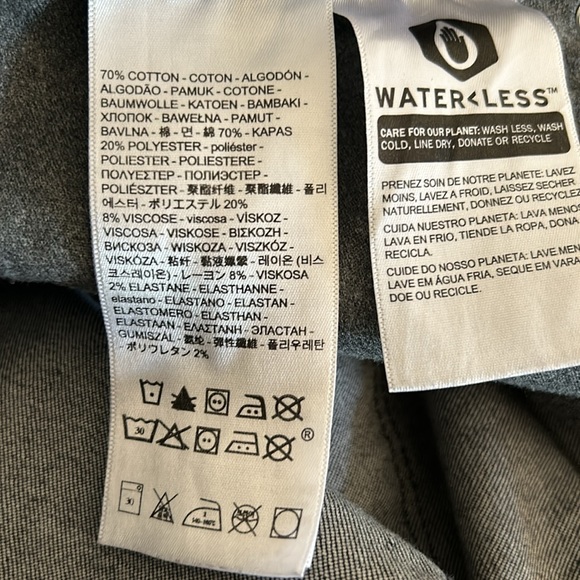 70% COTTON - COTON - ALGODÓN -
ALGODÃO - PAMUK - COTONE -
BAUMWOLLE - KATOEN - BAMBAKI -
ХЛОПОК - BAWEŁNA - PAMUT -
BAVLNA - 棉 - 면 - 綿 70% - KAPAS
20% POLYESTER - poliéster -
POLIESTER - POLIESTERE -
ΠΟΛΥΕΣΤΕΡ - ПОЛИЭСТЕР -
POLIÉSZTER - 聚酯纤维 - 聚酯纖維 - 폴리
에스터 - ポリエステル 20%
8% VISCOSE - viscosa - VİSKOZ -
VISCOSA - VISKOSE - ΒΙΣΚΟΖΗ -
ВИСКОЗА - WISKOZA - VISZKÓZ -
VISKÓZA - 粘纤 - 黏液嫘縈 - 레이온 (비스
코스레이온) - レーヨン 8% - VISKOSA
2% ELASTANE - ELASTHANNE -
elastano - ELASTANO - ELASTAN -
ELASTOMERO - ELASTHAN -
ELASTAAN - ΕΛΑΣΤΑΝΗ - ЭЛАСТАН -
GUMISZÁL - 氨纶 - 彈性纖維 - 폴리우레탄
- ポリウレタン 2%
30
®
30
WATER<LESS™
CARE FOR OUR PLANET: WASH LESS, WASH
COLD, LINE DRY, DONATE OR RECYCLE
PRENEZ SOIN DE NOTRE PLANETE: LAVEZ
MOINS, LAVEZ A FROID, LAISSEZ SECHER
NATURELLEMENT, DONNEZ OU RECYCLEZ
CUIDA NUESTRO PLANETA: LAVA MENOS
LAVA EN FRIO, TIENDE LA ROPA, DONA
RECICLA.
CUIDE DO NOSSO PLANETA: LAVE MEN
LAVE EM ÁGUA FRIA, SEQUE EM VARA
DOE OU RECICLE.